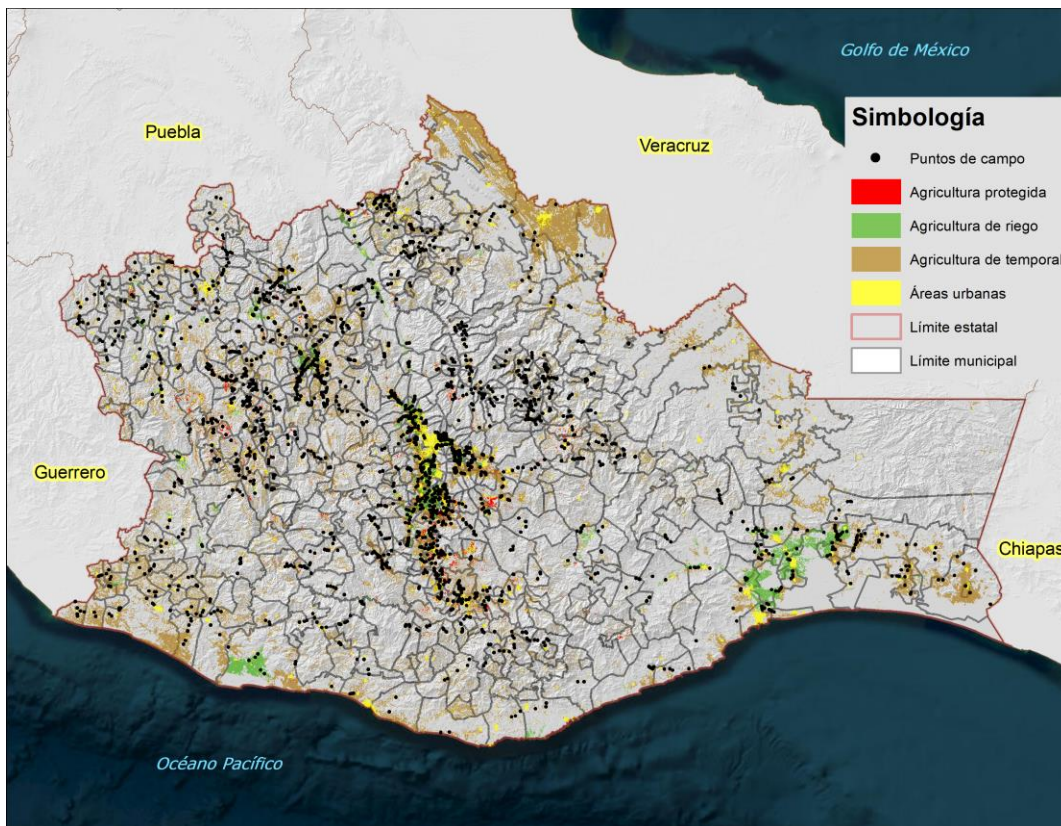 Golfo de México
Puebla
Veracruz
Simbología
Puntos de campo
Agricultura protegida
Agricultura de riego
Agricultura de temporal
Áreas urbanas
Límite estatal
Límite municipal
Guerrero
Chiapas
Océano Pacífico